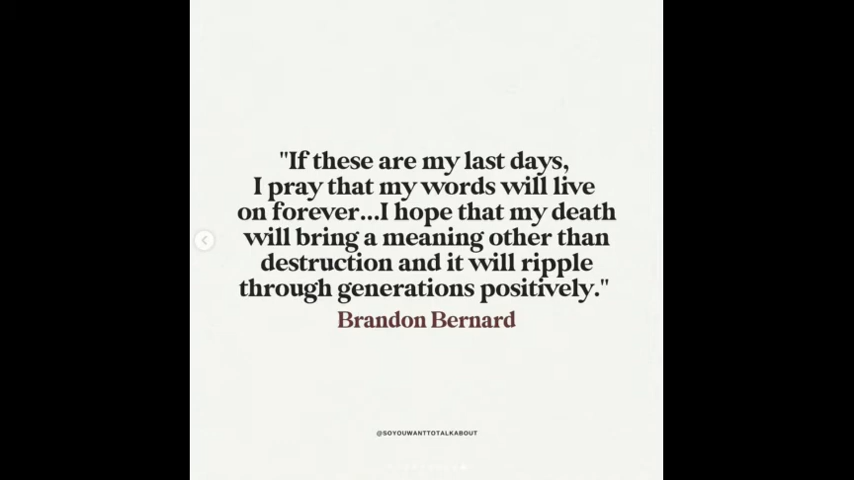 "If these are my last days,
I pray that my words will live
on forever...I hope that my death
will bring a meaning other than
destruction and it will ripple
through generations positively."
Brandon Bernard
@SOYOUWANTTOTALKABOUT